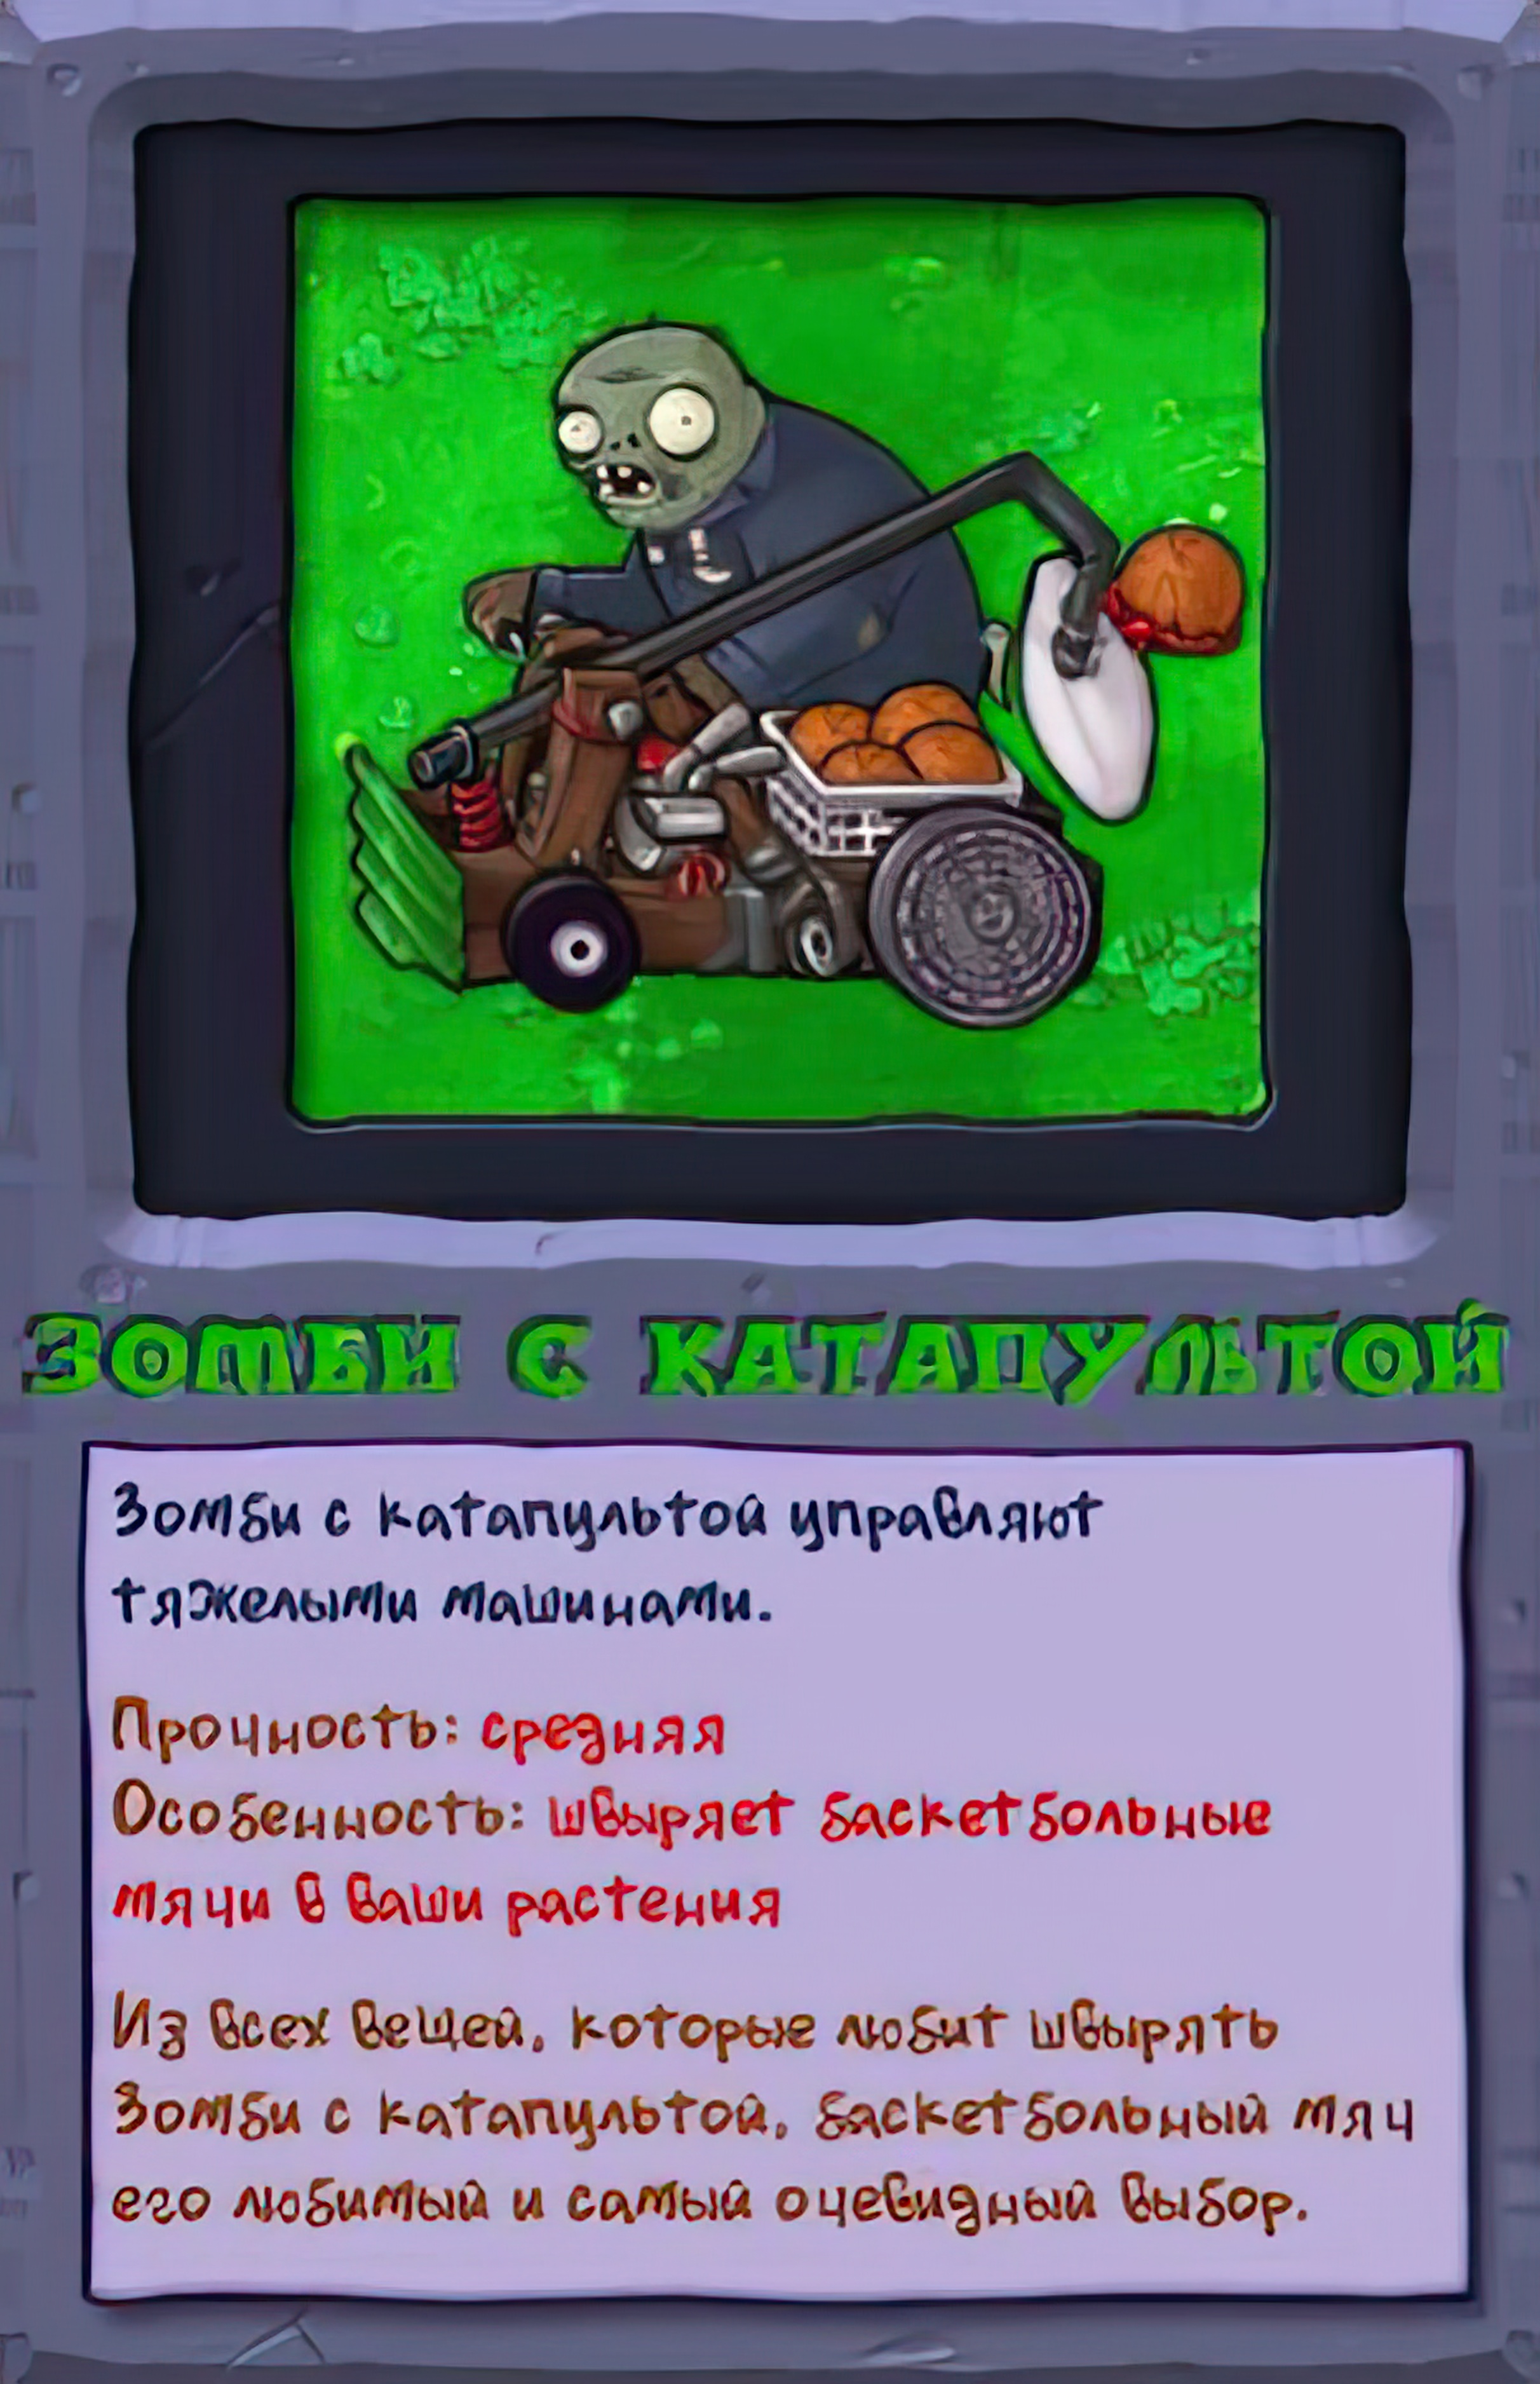 ЗОМБИ С КАТАПУЛЬТОЙ
Зомби с катапультой управляют
тяжелыми машинами.
Прочность: средняя
Особенность: швыряет баскетбольные
мячи в ваши растения
Из всех вещей, которые любит швырять
Зомби с катапультой, баскетбольный мяч
его любимый и самый очевидный выбор.